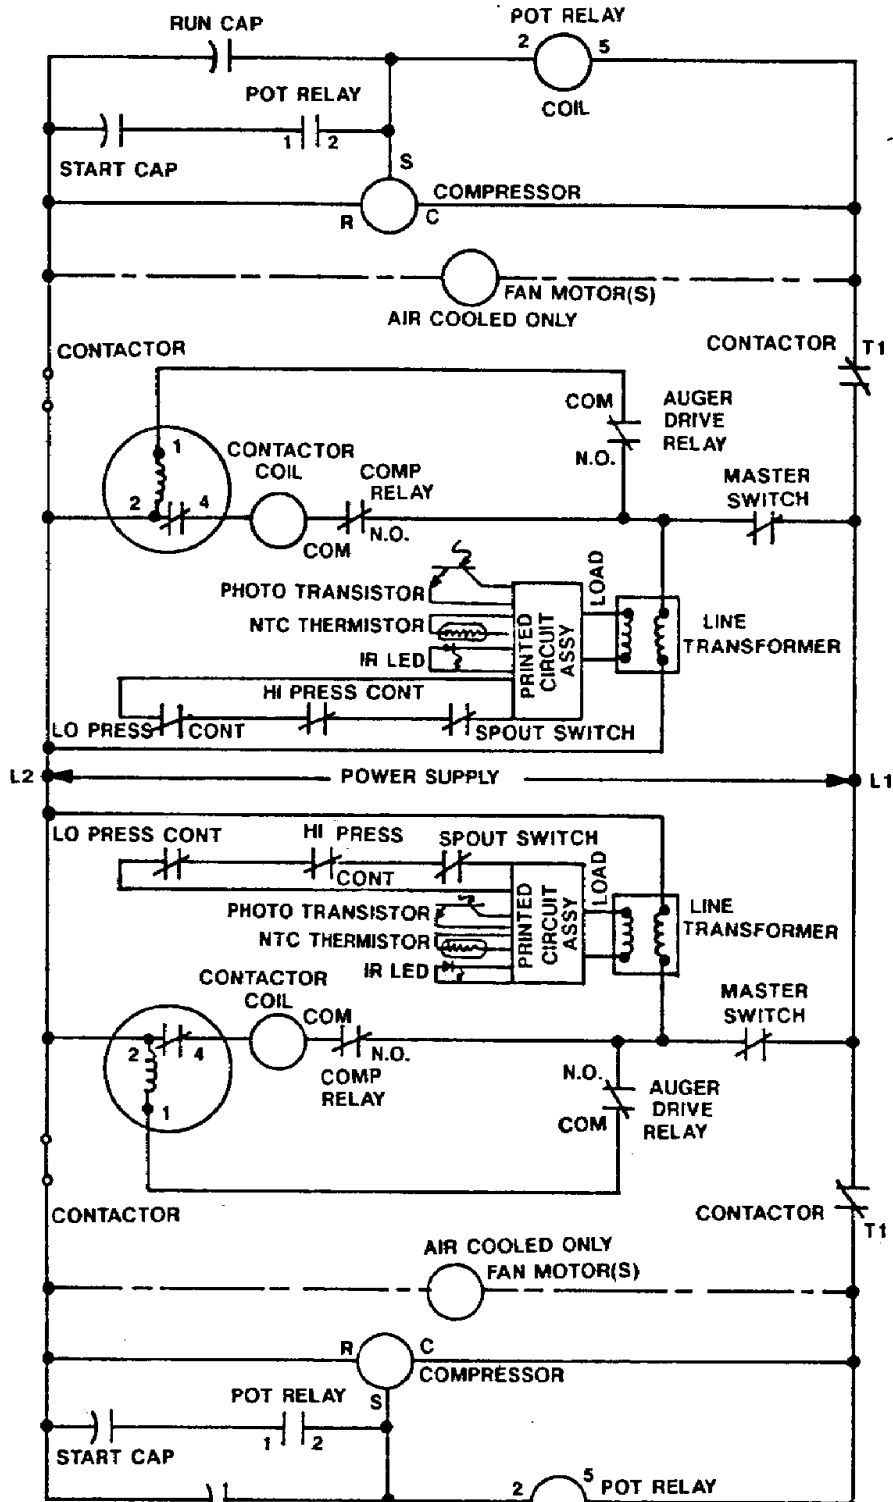 POT RELAY
RUN CAP
2
5
COIL
POT RELAY
1
2
START CAP
S
COMPRESSOR
R
C
FAN MOTOR(S)
AIR COOLED ONLY
CONTACTOR
CONTACTOR
T1
COM
AUGER
DRIVE
RELAY
N.O.
1
CONTACTOR
COIL
COMP
RELAY
MASTER
SWITCH
2
4
COM
N.O.
PHOTO TRANSISTOR
NTC THERMISTOR
IR LED
PRINTED
CIRCUIT
ASSY
LOAD
LINE
TRANSFORMER
HI PRESS CONT
LO PRESS CONT
SPOUT SWITCH
L2
POWER SUPPLY
L1
LO PRESS CONT
HI PRESS
CONT
SPOUT SWITCH
PHOTO TRANSISTOR
NTC THERMISTOR
IR LED
PRINTED
CIRCUIT
ASSY
LOAD
LINE
TRANSFORMER
CONTACTOR
COIL
COM
MASTER
SWITCH
2
4
N.O.
COMP
RELAY
1
N.O.
COM
AUGER
DRIVE
RELAY
CONTACTOR
CONTACTOR
T1
AIR COOLED ONLY
FAN MOTOR(S)
R
C
COMPRESSOR
S
POT RELAY
1
2
START CAP
2
5
POT RELAY